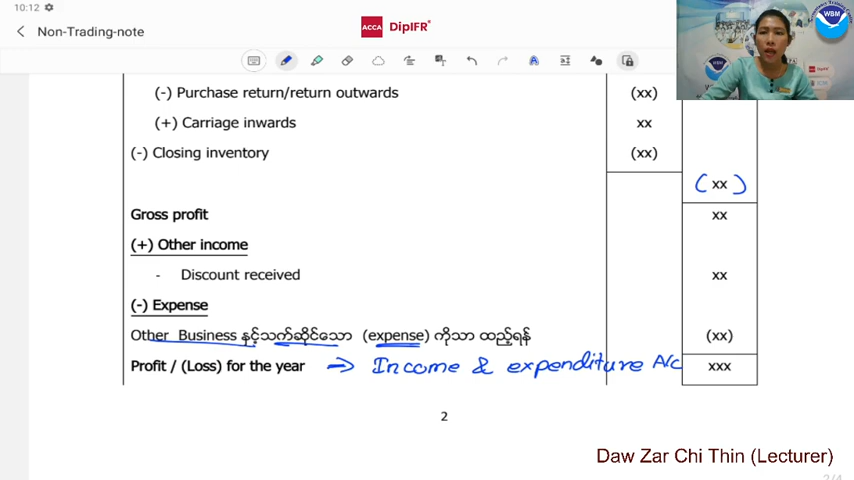 10:12
Non-Trading-note
ACCA DipIFR
WBM
(-) Purchase return/return outwards (xx)
(+) Carriage inwards xx
(-) Closing inventory (xx)
(xx)
Gross profit xx
(+) Other income
- Discount received xx
(-) Expense
Other Business နှင့်သက်ဆိုင်သော (expense) ကိုသာ ထည့်ရန် (xx)
Profit / (Loss) for the year → Income & expenditure A/c xxx
2
Daw Zar Chi Thin (Lecturer)
2/4